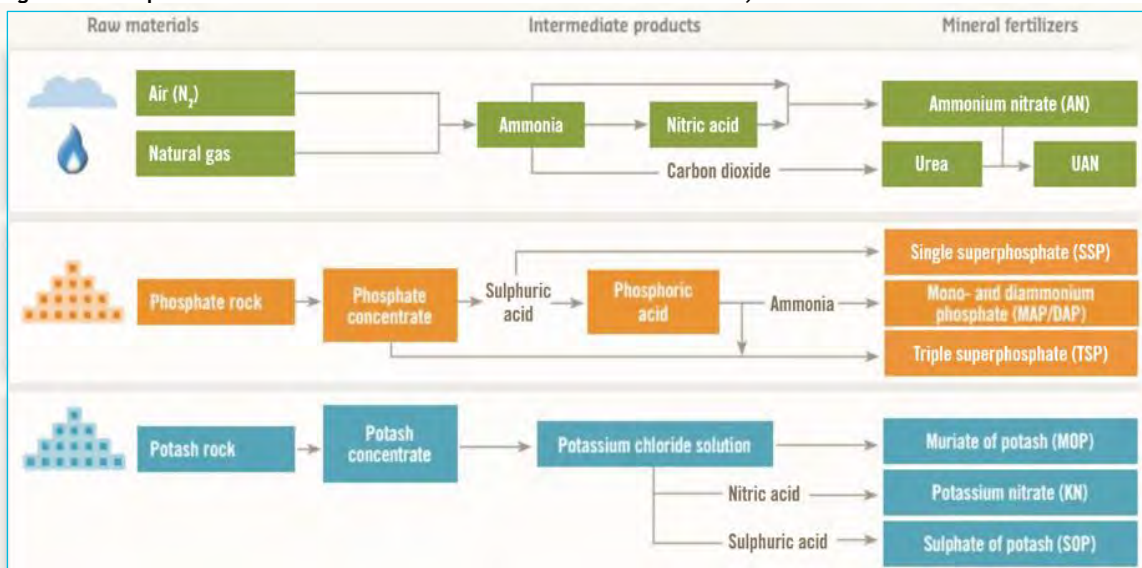 Raw materials
Intermediate products
Mineral fertilizers
Air (N₂)
Natural gas
Ammonia
Nitric acid
Carbon dioxide
Ammonium nitrate (AN)
Urea
UAN
Phosphate rock
Phosphate
concentrate
Sulphuric
acid
Phosphoric
acid
Ammonia
Single superphosphate (SSP)
Mono- and diammonium
phosphate (MAP/DAP)
Triple superphosphate (TSP)
Potash rock
Potash
concentrate
Potassium chloride solution
Nitric acid
Sulphuric acid
Muriate of potash (MOP)
Potassium nitrate (KN)
Sulphate of potash (SOP)